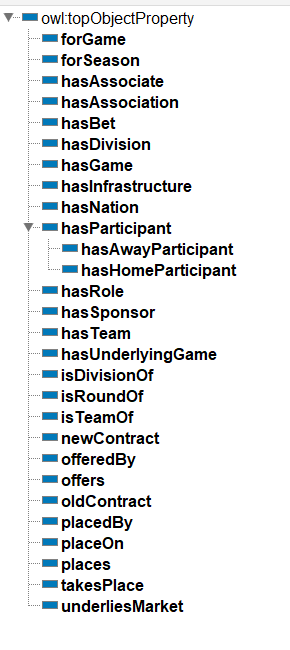 owl:topObjectProperty
forGame
forSeason
hasAssociate
hasAssociation
hasBet
hasDivision
hasGame
hasInfrastructure
hasNation
hasParticipant
hasAwayParticipant
hasHomeParticipant
hasRole
hasSponsor
hasTeam
hasUnderlyingGame
isDivisionOf
isRoundOf
isTeamOf
newContract
offeredBy
offers
oldContract
placedBy
placeOn
places
takesPlace
underliesMarket